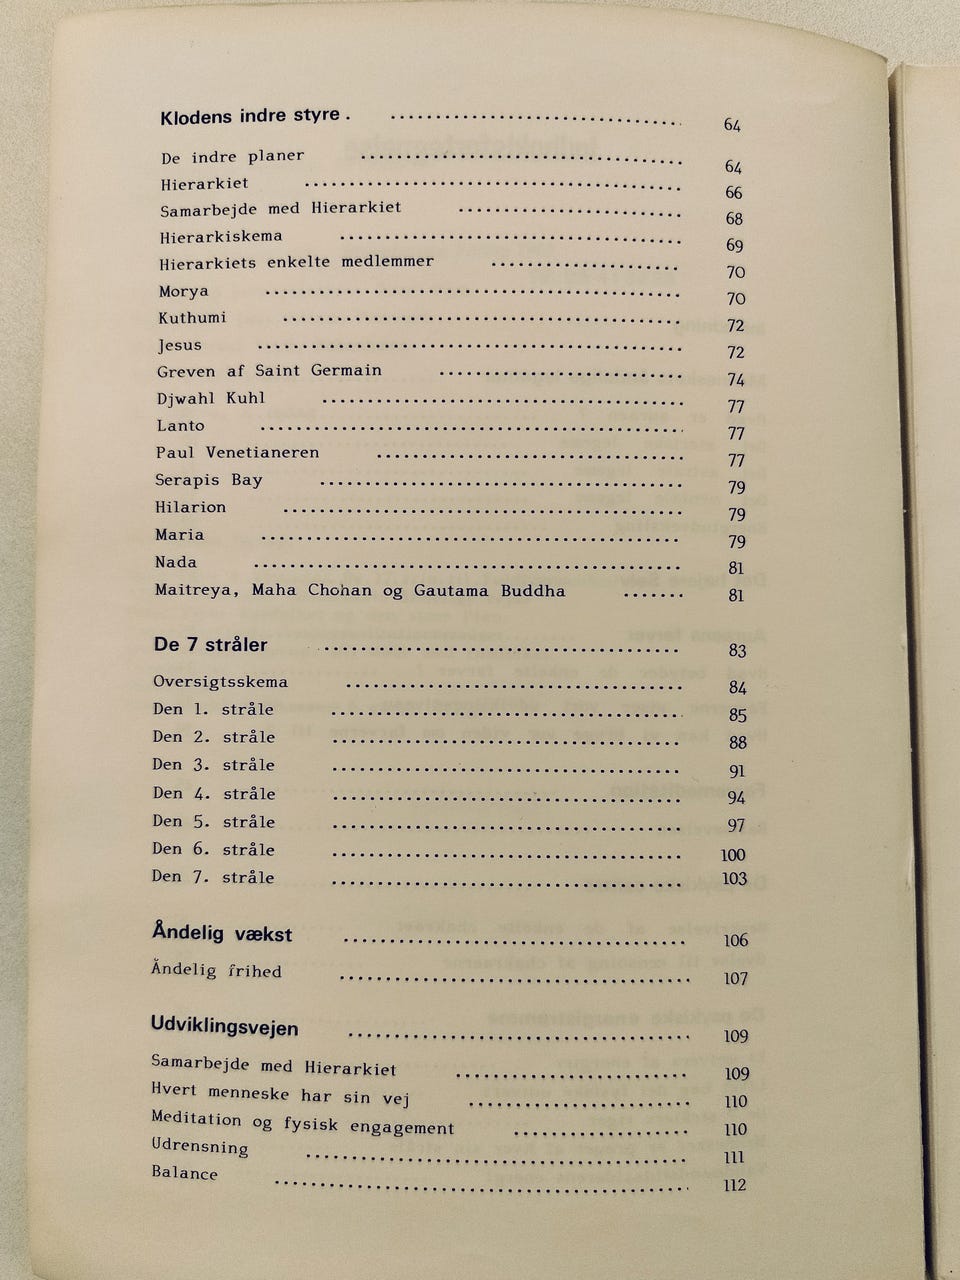 Klodens indre styre . ........................................ 64
De indre planer ........................................ 64
Hierarkiet ........................................ 66
Samarbejde med Hierarkiet ........................................ 68
Hierarkiskema ........................................ 69
Hierarkiets enkelte medlemmer ........................................ 70
Morya ........................................ 70
Kuthumi ........................................ 72
Jesus ........................................ 72
Greven af Saint Germain ........................................ 74
Djwahl Kuhl ........................................ 77
Lanto ........................................ 77
Paul Venetianeren ........................................ 77
Serapis Bay ........................................ 79
Hilarion ........................................ 79
Maria ........................................ 79
Nada ........................................ 81
Maitreya, Maha Chohan og Gautama Buddha ....... 81
De 7 stråler ........................................ 83
Oversigtsskema ........................................ 84
Den 1. stråle ........................................ 85
Den 2. stråle ........................................ 88
Den 3. stråle ........................................ 91
Den 4. stråle ........................................ 94
Den 5. stråle ........................................ 97
Den 6. stråle ........................................ 100
Den 7. stråle ........................................ 103
Åndelig vækst ........................................ 106
Åndelig frihed ........................................ 107
Udviklingsvejen ........................................ 109
Samarbejde med Hierarkiet ........................................ 109
Hvert menneske har sin vej ........................................ 110
Meditation og fysisk engagement ........................................ 110
Udrensning ........................................ 111
Balance ........................................ 112